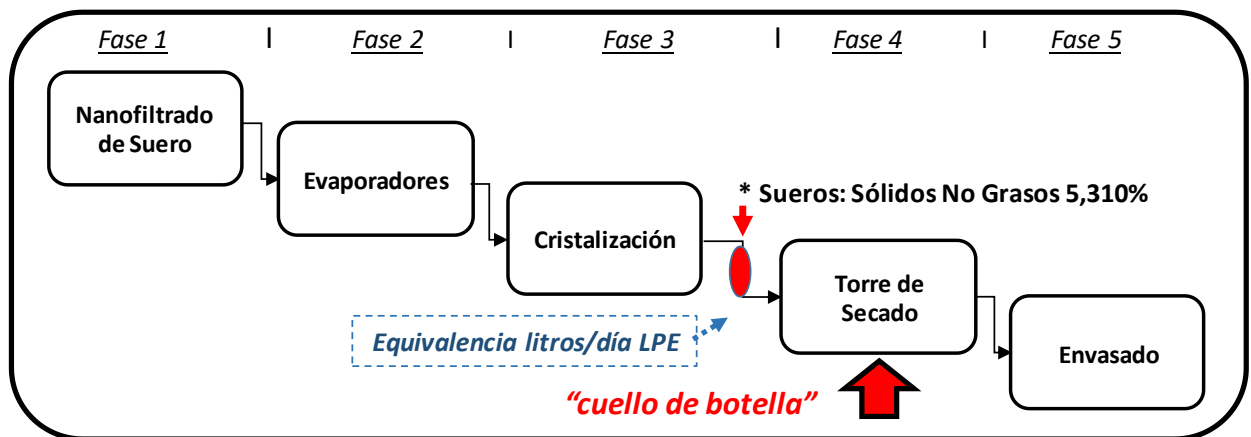 Fase 1 | Fase 2 | Fase 3 | Fase 4 | Fase 5
Nanofiltrado
de Suero
Evaporadores
* Sueros: Sólidos No Grasos 5,310%
Cristalización
Torre de
Secado
Equivalencia litros/día LPE
Envasado
"cuello de botella"